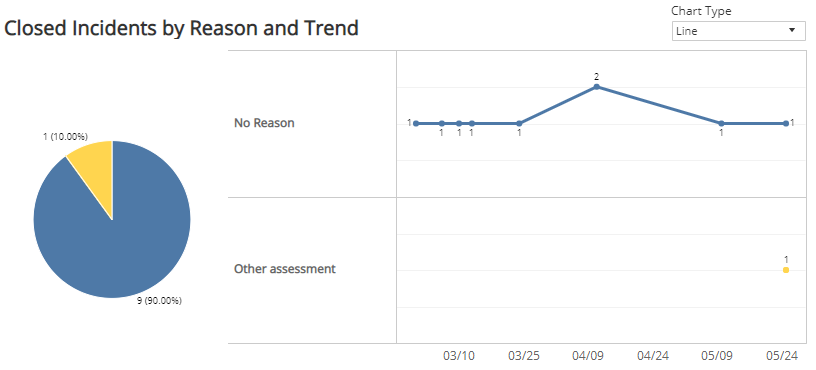 Chart Type
Closed Incidents by Reason and Trend
Line
1 (10.00%)
9 (90.00%)
No Reason
1
1
1
1
1
2
1
1
Other assessment
1
03/10 03/25 04/09 04/24 05/09 05/24